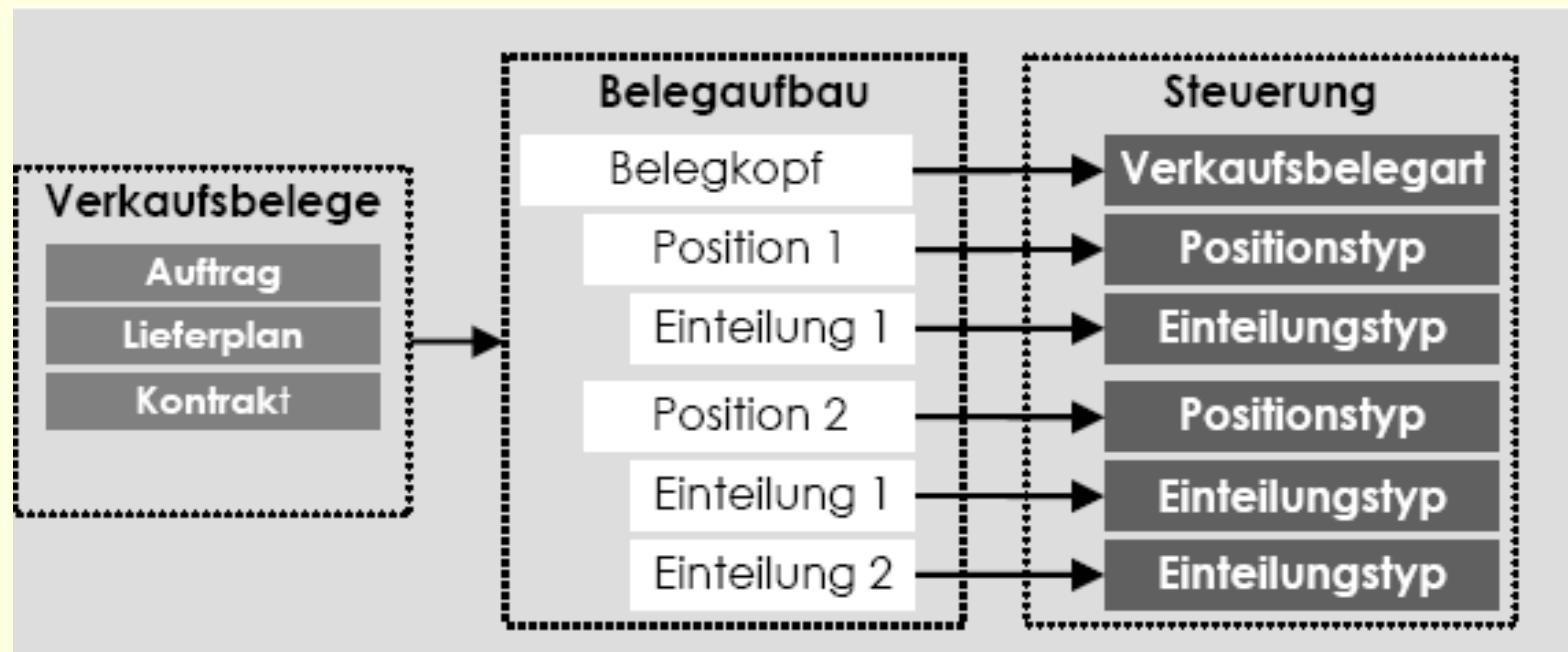 Verkaufsbelege
Auftrag
Lieferplan
Kontrakt
Belegaufbau
Belegkopf
Position 1
Einteilung 1
Position 2
Einteilung 1
Einteilung 2
Steuerung
Verkaufsbelegart
Positionstyp
Einteilungstyp
Positionstyp
Einteilungstyp
Einteilungstyp